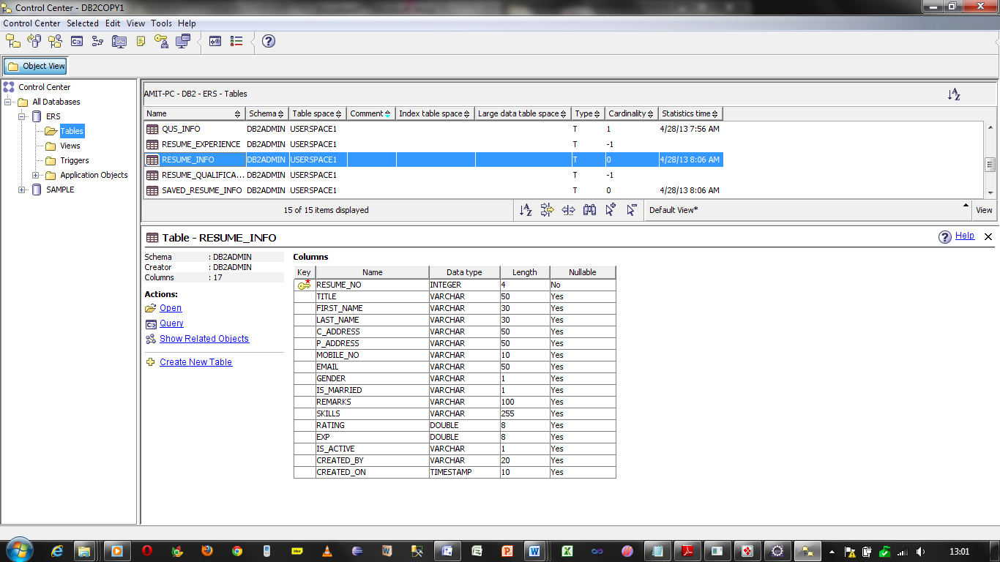 Control Center - DB2COPY1
Control Center Selected Edit View Tools Help
Object View
Control Center
All Databases
ERS
Tables
Views
Triggers
Application Objects
SAMPLE
AMIT-PC - DB2 - ERS - Tables
Name Schema Table space Comment Index table space Large data table space Type Cardinality Statistics time
QUS_INFO DB2ADMIN USERSPACE1 T 1 4/28/13 7:56 AM
RESUME_EXPERIENCE DB2ADMIN USERSPACE1 T -1
RESUME_INFO DB2ADMIN USERSPACE1 T 0 4/28/13 8:06 AM
RESUME_QUALIFICA... DB2ADMIN USERSPACE1 T -1
SAVED_RESUME_INFO DB2ADMIN USERSPACE1 T 0 4/28/13 8:06 AM
15 of 15 items displayed Default View* View
Table - RESUME_INFO Help
Schema : DB2ADMIN
Creator : DB2ADMIN
Columns : 17
Actions:
Open
Query
Show Related Objects
Create New Table
Columns
Key Name Data type Length Nullable
RESUME_NO INTEGER 4 No
TITLE VARCHAR 50 Yes
FIRST_NAME VARCHAR 30 Yes
LAST_NAME VARCHAR 30 Yes
C_ADDRESS VARCHAR 50 Yes
P_ADDRESS VARCHAR 50 Yes
MOBILE_NO VARCHAR 10 Yes
EMAIL VARCHAR 50 Yes
GENDER VARCHAR 1 Yes
IS_MARRIED VARCHAR 1 Yes
REMARKS VARCHAR 100 Yes
SKILLS VARCHAR 255 Yes
RATING DOUBLE 8 Yes
EXP DOUBLE 8 Yes
IS_ACTIVE VARCHAR 1 Yes
CREATED_BY VARCHAR 20 Yes
CREATED_ON TIMESTAMP 10 Yes
13:01